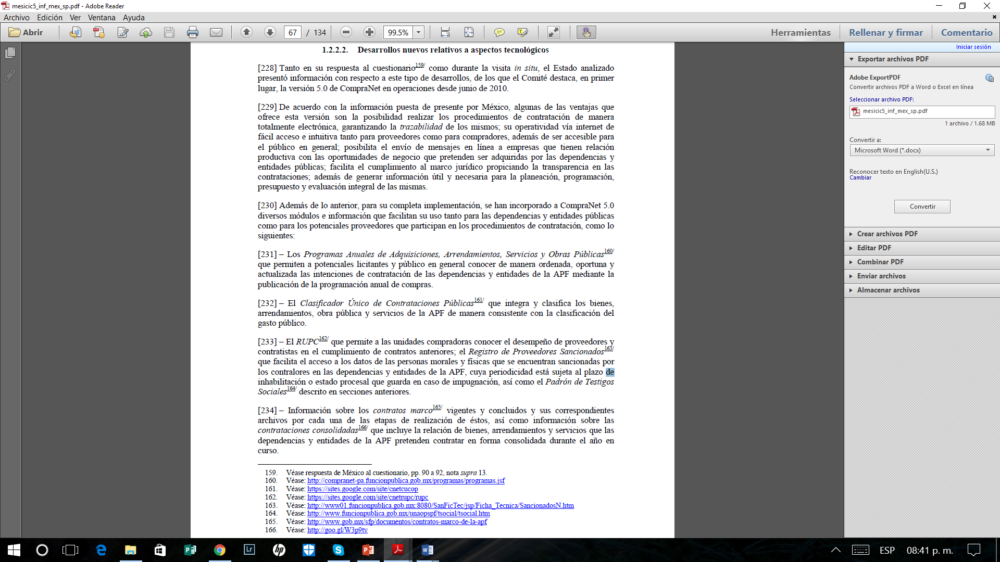 mesicic5_inf_mex_sp.pdf - Adobe Reader
Archivo Edición Ver Ventana Ayuda
Abrir 67 / 134 99.5% Herramientas Rellenar y firmar Comentario
1.2.2.2. Desarrollos nuevos relativos a aspectos tecnológicos
[228] Tanto en su respuesta al cuestionario159/ como durante la visita in situ, el Estado analizado
presentó información con respecto a este tipo de desarrollos, de los que el Comité destaca, en primer
lugar, la versión 5.0 de CompraNet en operaciones desde junio de 2010.
[229] De acuerdo con la información puesta de presente por México, algunas de las ventajas que
ofrece esta versión son la posibilidad realizar los procedimientos de contratación de manera
totalmente electrónica, garantizando la trazabilidad de los mismos; su operatividad vía internet de
fácil acceso e intuitiva tanto para proveedores como para compradores, además de ser accesible para
el público en general; posibilita el envío de mensajes en línea a empresas que tienen relación
productiva con las oportunidades de negocio que pretenden ser adquiridas por las dependencias y
entidades públicas; facilita el cumplimiento al marco jurídico propiciando la transparencia en las
contrataciones; además de generar información útil y necesaria para la planeación, programación,
presupuesto y evaluación integral de las mismas.
[230] Además de lo anterior, para su completa implementación, se han incorporado a CompraNet 5.0
diversos módulos e información que facilitan su uso tanto para las dependencias y entidades públicas
como para los potenciales proveedores que participan en los procedimientos de contratación, como lo
siguientes:
[231] – Los Programas Anuales de Adquisiciones, Arrendamientos, Servicios y Obras Públicas160/
que permiten a potenciales licitantes y público en general conocer de manera ordenada, oportuna y
actualizada las intenciones de contratación de las dependencias y entidades de la APF mediante la
publicación de la programación anual de compras.
[232] – El Clasificador Único de Contrataciones Públicas161/ que integra y clasifica los bienes,
arrendamientos, obra pública y servicios de la APF de manera consistente con la clasificación del
gasto público.
[233] – El RUPC162/ que permite a las unidades compradoras conocer el desempeño de proveedores y
contratistas en el cumplimiento de contratos anteriores; el Registro de Proveedores Sancionados163/
que facilita el acceso a los datos de las personas morales y físicas que se encuentran sancionadas por
los contralores en las dependencias y entidades de la APF, cuya periodicidad está sujeta al plazo de
inhabilitación o estado procesal que guarda en caso de impugnación, así como el Padrón de Testigos
Sociales164/ descrito en secciones anteriores.
[234] – Información sobre los contratos marco165/ vigentes y concluidos y sus correspondientes
archivos por cada una de las etapas de realización de éstos, así como información sobre las
contrataciones consolidadas166/ que incluye la relación de bienes, arrendamientos y servicios que las
dependencias y entidades de la APF pretenden contratar en forma consolidada durante el año en
curso.
159. Véase respuesta de México al cuestionario, pp. 90 a 92, nota supra 13.
160. Véase: http://compranet-pa.funcionpublica.gob.mx/programas/programas.jsf
161. Véase: https://sites.google.com/site/cnetcucop
162. Véase: https://sites.google.com/site/cnetrupc/rupc
163. Véase: http://www01.funcionpublica.gob.mx:8080/SanFicTec/jsp/Ficha_Tecnica/SancionadosN.htm
164. Véase: http://www.funcionpublica.gob.mx/unaopspf/tsocial/tsocial.htm
165. Véase: http://www.gob.mx/sfp/documentos/contratos-marco-de-la-apf
166. Véase: http://goo.gl/W3p9tv
Iniciar sesión
Exportar archivos PDF
Adobe ExportPDF
Convertir archivos PDF a Word o Excel en línea
Seleccionar archivo PDF:
mesicic5_inf_mex_sp.pdf
1 archivo / 1.68 MB
Convertir a:
Microsoft Word (*.docx)
Reconocer texto en English(U.S.)
Cambiar
Convertir
Crear archivos PDF
Editar PDF
Combinar PDF
Enviar archivos
Almacenar archivos
ESP 08:41 p. m.